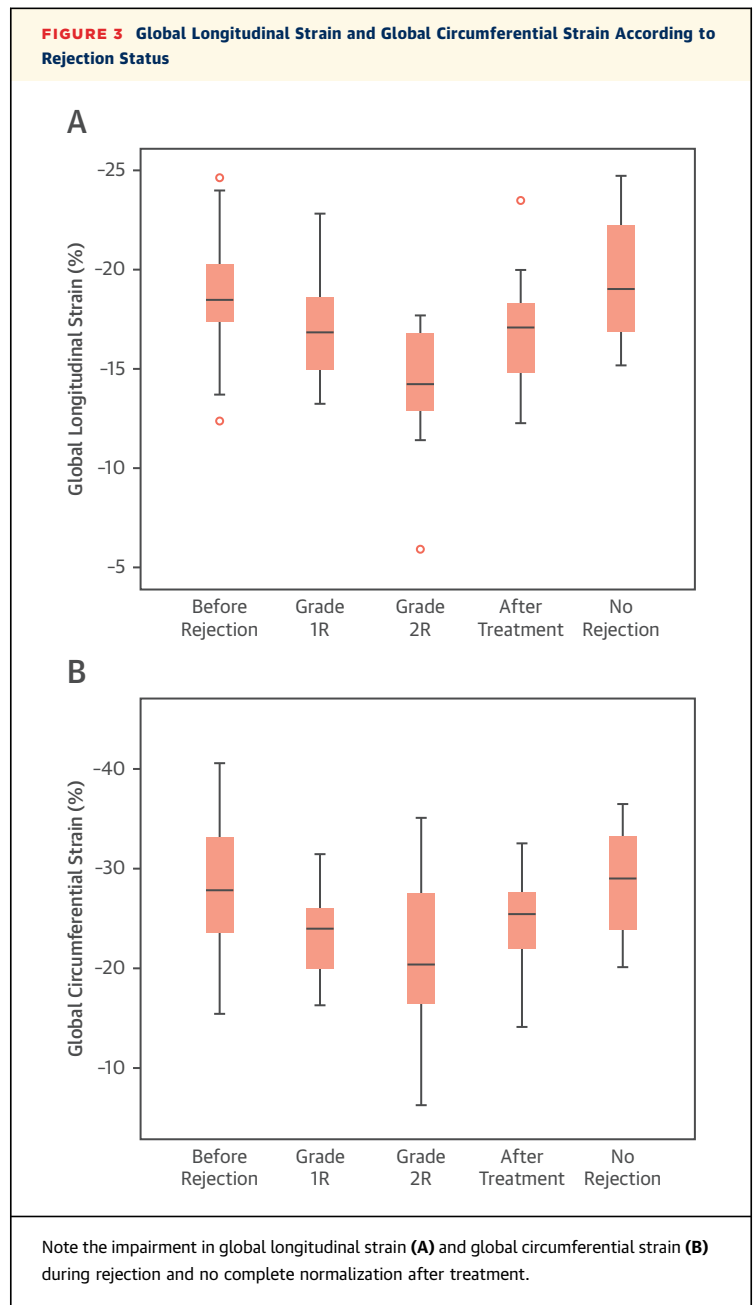 FIGURE 3 Global Longitudinal Strain and Global Circumferential Strain According to
Rejection Status
A
Global Longitudinal Strain (%)
–25
–20
–15
–10
–5
Before
Rejection
Grade
1R
Grade
2R
After
Treatment
No
Rejection
B
Global Circumferential Strain (%)
–40
–30
–20
–10
Before
Rejection
Grade
1R
Grade
2R
After
Treatment
No
Rejection
Note the impairment in global longitudinal strain (A) and global circumferential strain (B)
during rejection and no complete normalization after treatment.